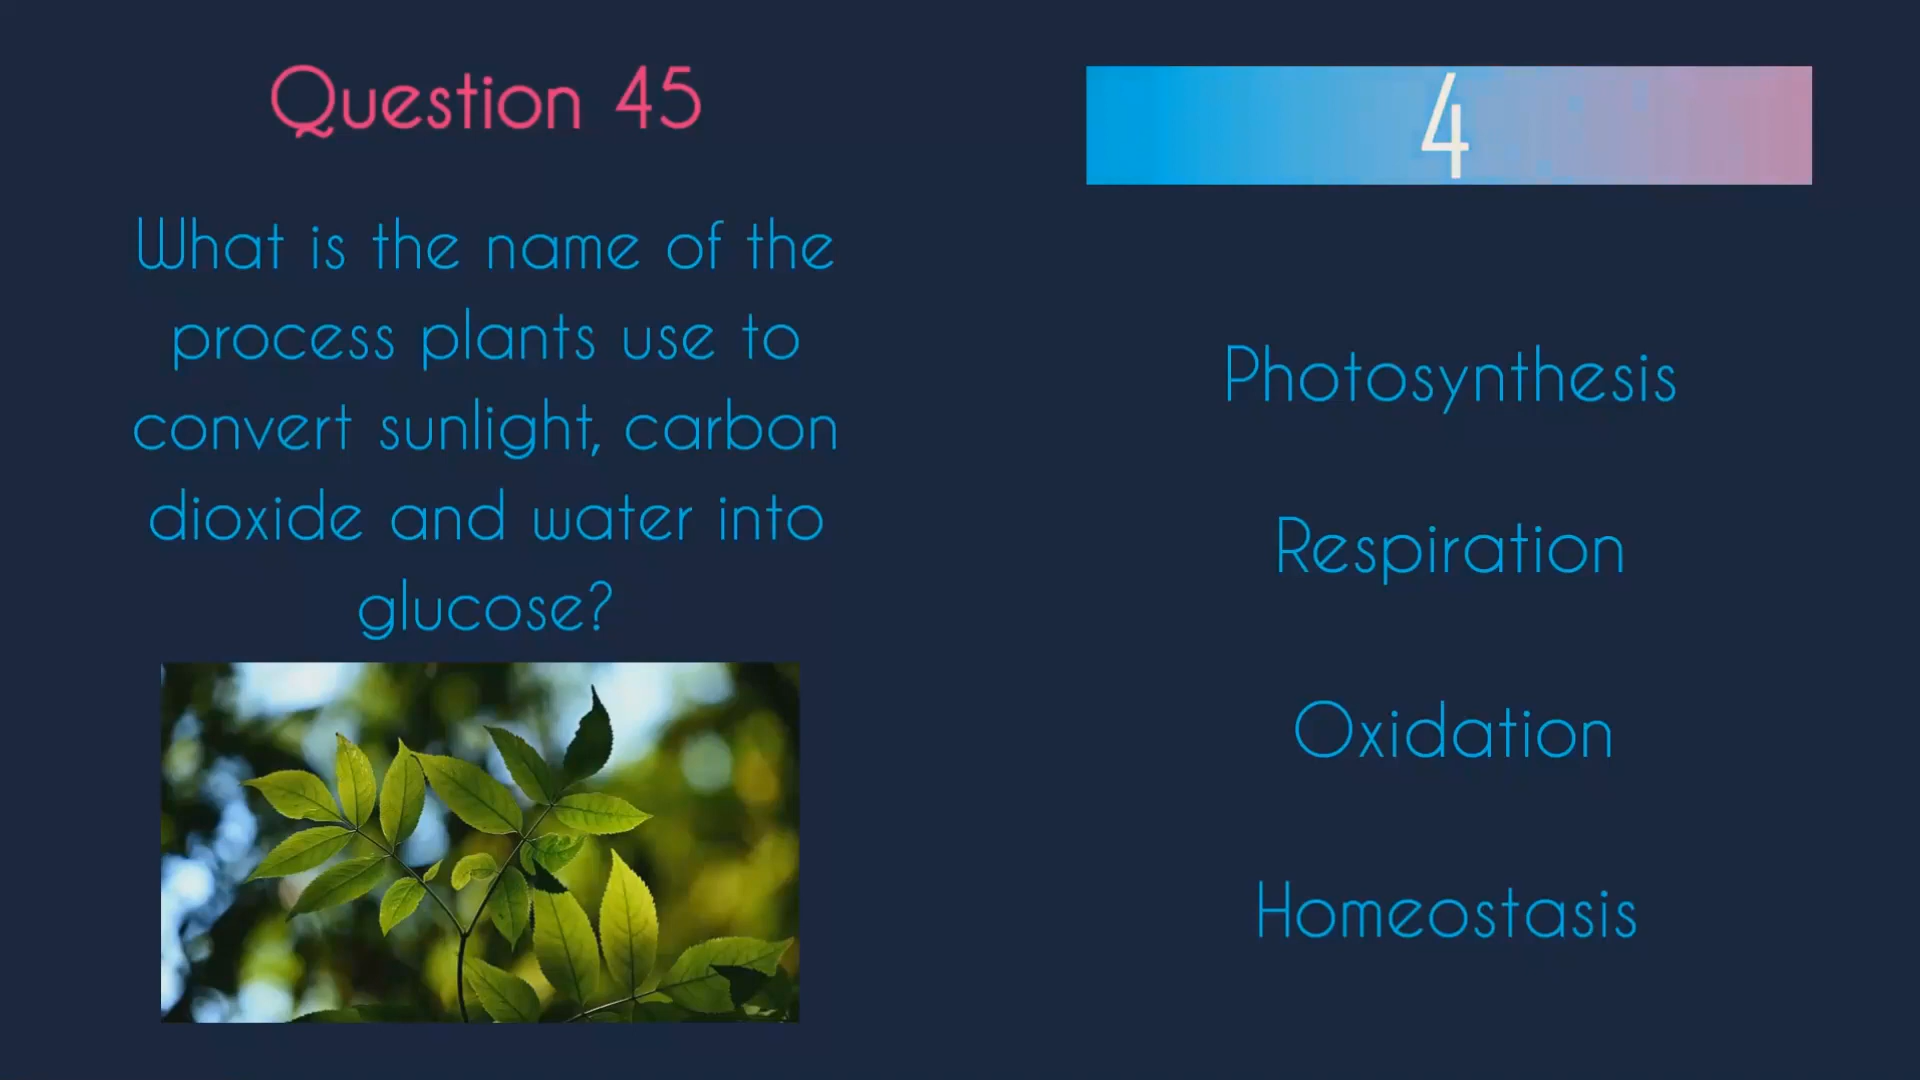 Question 45
What is the name of the
process plants use to
convert sunlight, carbon
dioxide and water into
glucose?
4
Photosynthesis
Respiration
Oxidation
Homeostasis